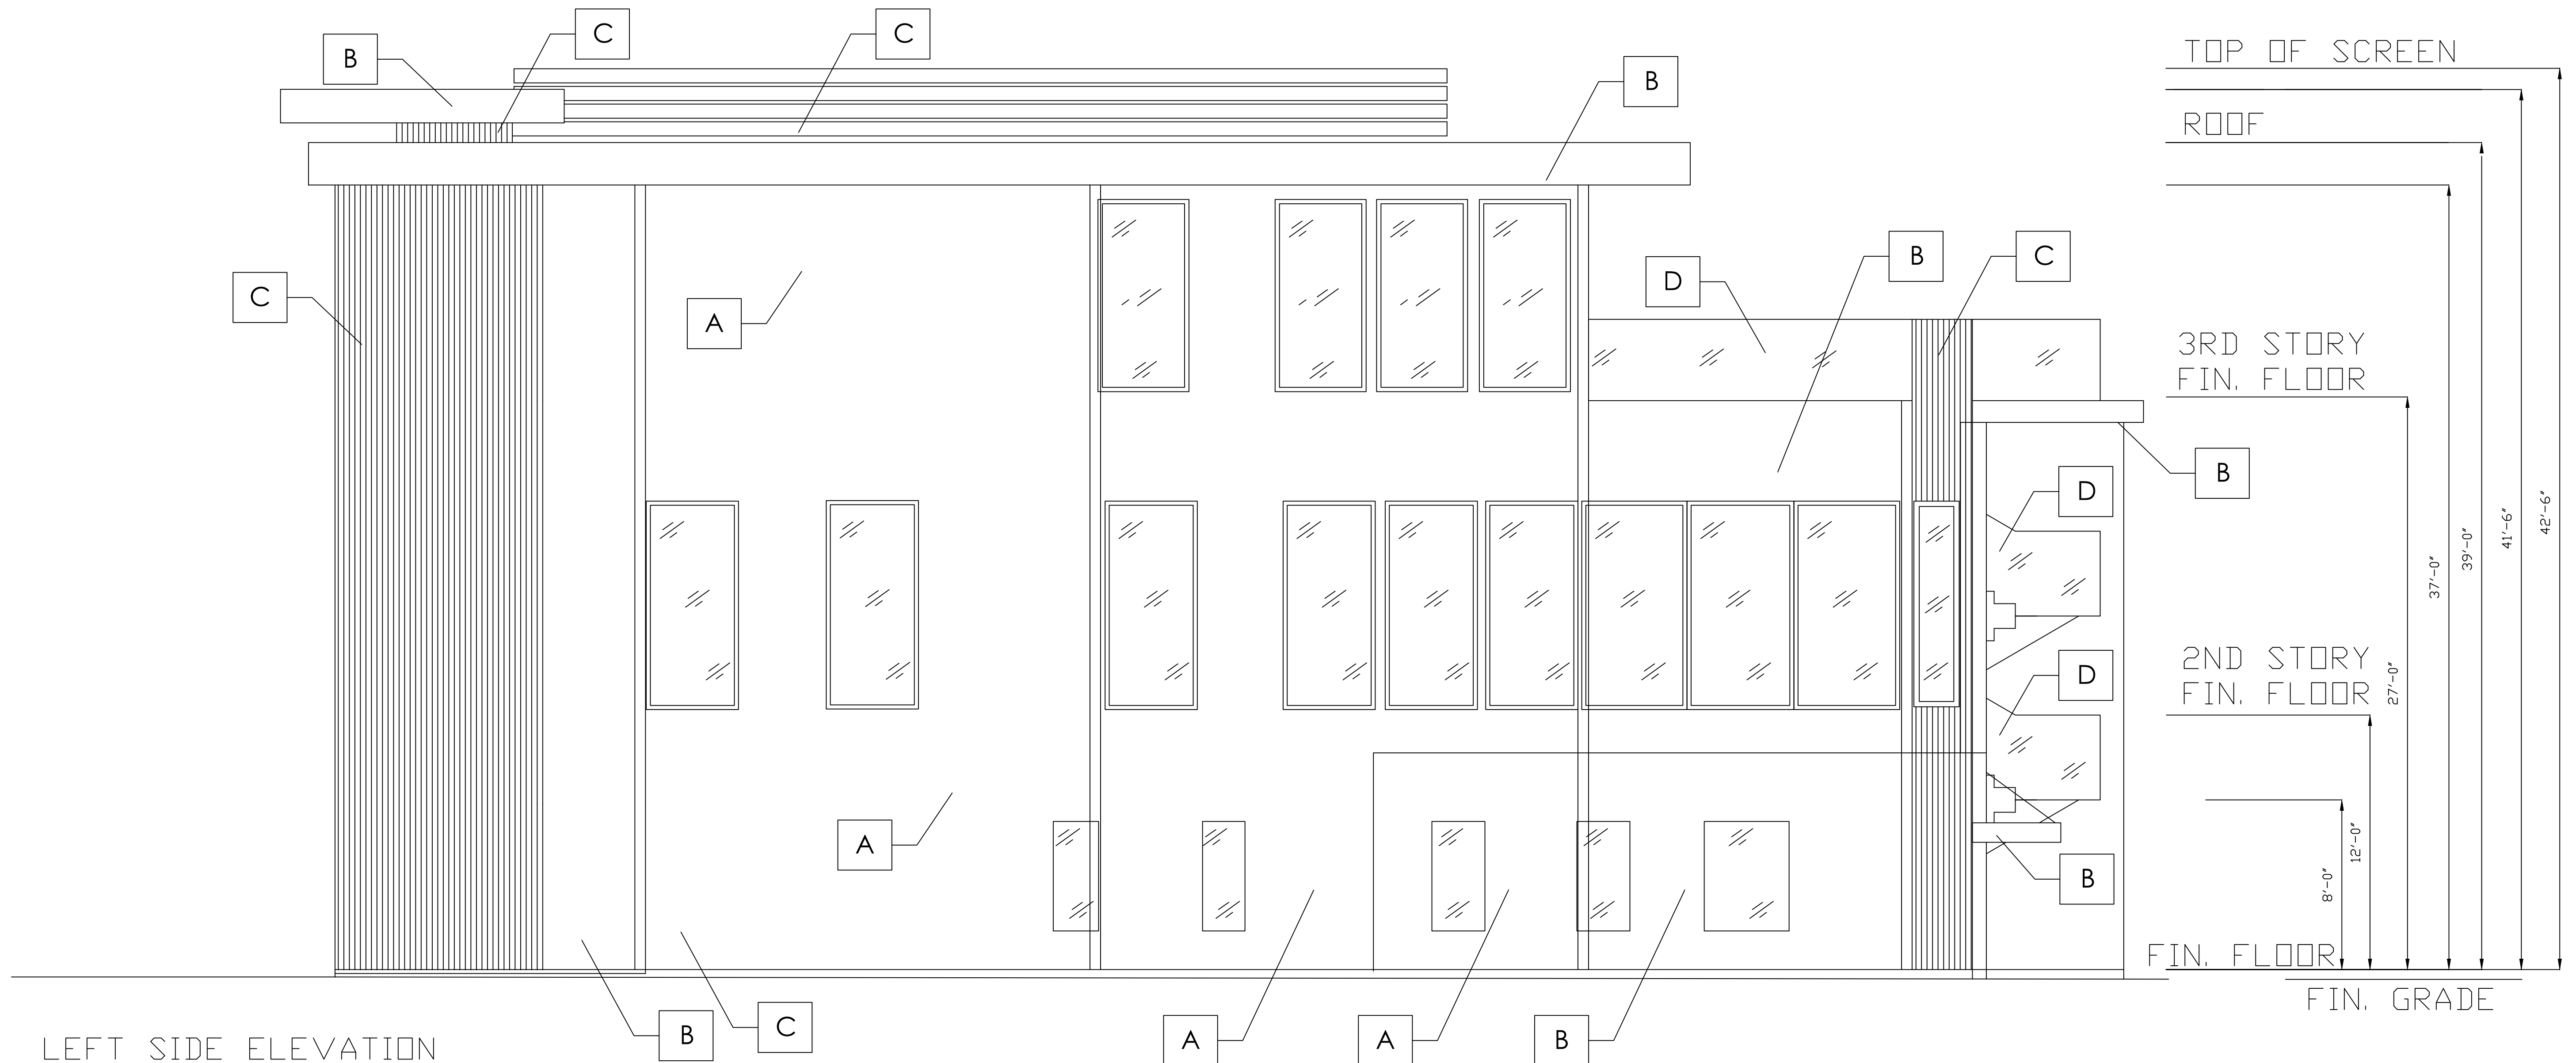 C
C
B
TOP OF SCREEN
B
ROOF
B
C
D
C
A
3RD STORY
FIN. FLOOR
B
D
42'-6"
41'-6"
39'-0"
37'-0"
2ND STORY
FIN. FLOOR
27'-0"
D
A
12'-0"
8'-0"
B
FIN. FLOOR
FIN. GRADE
B
C
A
A
B
LEFT SIDE ELEVATION